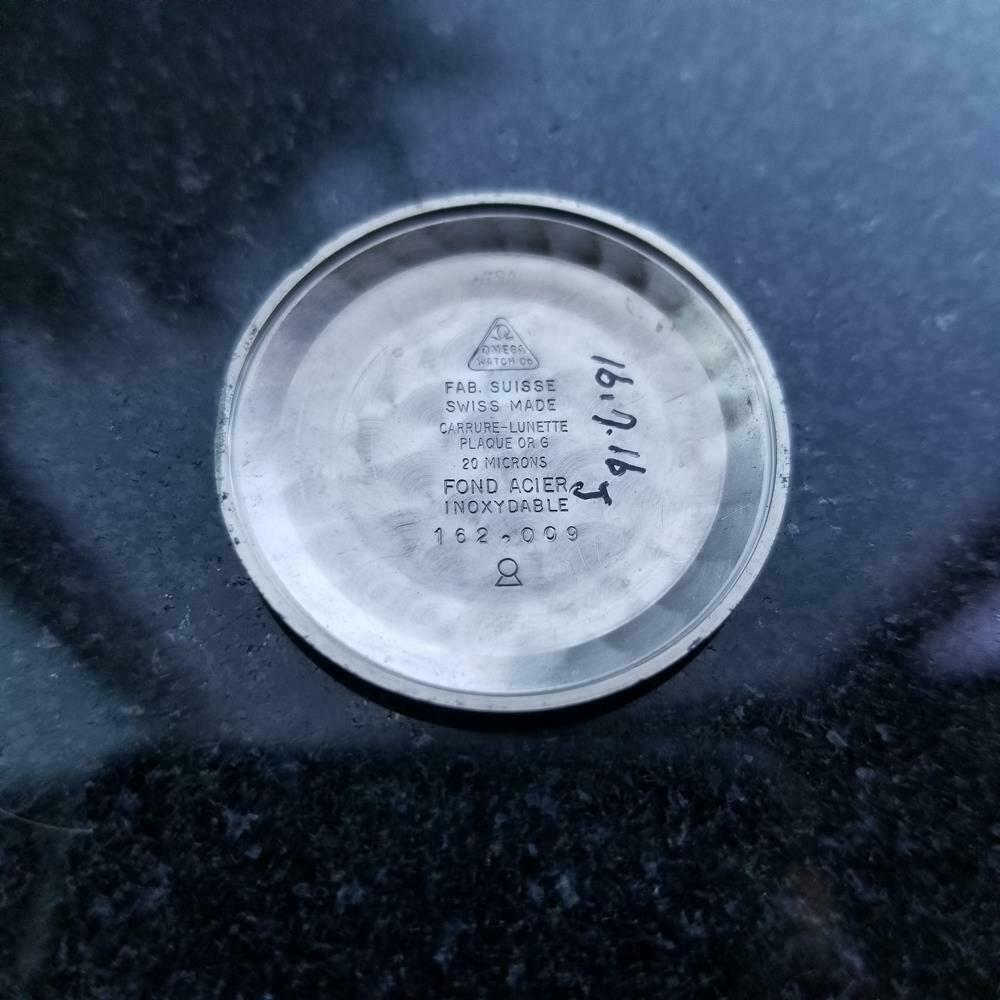 Ω
OMEGA
WATCH Co
FAB. SUISSE
SWISS MADE
CARRURE-LUNETTE
PLAQUE OR G
20 MICRONS
FOND ACIER
INOXYDABLE
162.009